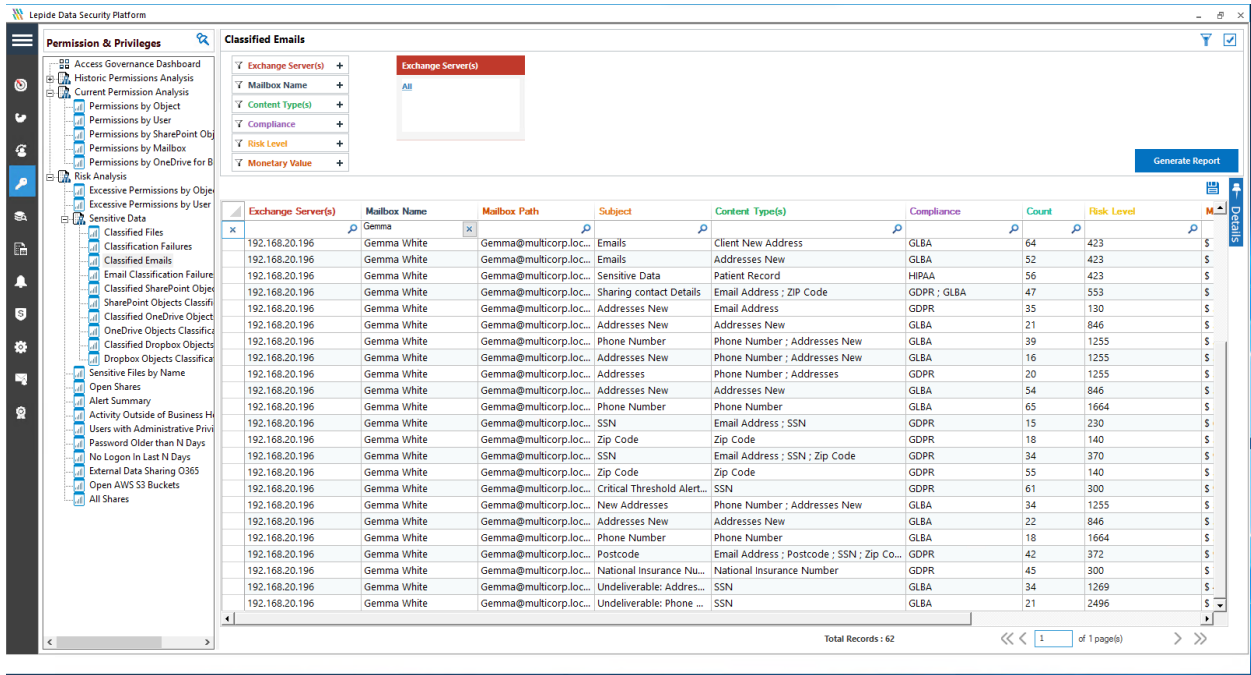 Lepide Data Security Platform
Permission & Privileges
Access Governance Dashboard
Historic Permissions Analysis
Current Permission Analysis
Permissions by Object
Permissions by User
Permissions by SharePoint Obj
Permissions by Mailbox
Permissions by OneDrive for B
Risk Analysis
Excessive Permissions by Obje
Excessive Permissions by User
Sensitive Data
Classified Files
Classification Failures
Classified Emails
Email Classification Failure
Classified SharePoint Objec
SharePoint Objects Classifi
Classified OneDrive Object
OneDrive Objects Classifica
Classified Dropbox Objects
Dropbox Objects Classificat
Sensitive Files by Name
Open Shares
Alert Summary
Activity Outside of Business H
Users with Administrative Privi
Password Older than N Days
No Logon In Last N Days
External Data Sharing O365
Open AWS S3 Buckets
All Shares
Classified Emails
Exchange Server(s) +
Mailbox Name +
Content Type(s) +
Compliance +
Risk Level +
Monetary Value +
Exchange Server(s)
All
Generate Report
Details
Exchange Server(s) Mailbox Name Mailbox Path Subject Content Type(s) Compliance Count Risk Level M
Gemma
192.168.20.196 Gemma White Gemma@multicorp.loc... Emails Client New Address GLBA 64 423 $
192.168.20.196 Gemma White Gemma@multicorp.loc... Emails Addresses New GLBA 52 423 $
192.168.20.196 Gemma White Gemma@multicorp.loc... Sensitive Data Patient Record HIPAA 56 423 $
192.168.20.196 Gemma White Gemma@multicorp.loc... Sharing contact Details Email Address ; ZIP Code GDPR ; GLBA 47 553 $
192.168.20.196 Gemma White Gemma@multicorp.loc... Addresses New Email Address GDPR 35 130 $
192.168.20.196 Gemma White Gemma@multicorp.loc... Addresses New Addresses New GLBA 21 846 $
192.168.20.196 Gemma White Gemma@multicorp.loc... Phone Number Phone Number ; Addresses New GLBA 39 1255 $
192.168.20.196 Gemma White Gemma@multicorp.loc... Addresses New Phone Number ; Addresses New GLBA 16 1255 $
192.168.20.196 Gemma White Gemma@multicorp.loc... Addresses Phone Number ; Addresses GDPR 20 1255 $
192.168.20.196 Gemma White Gemma@multicorp.loc... Addresses New Addresses New GLBA 54 846 $
192.168.20.196 Gemma White Gemma@multicorp.loc... Phone Number Phone Number GLBA 65 1664 $
192.168.20.196 Gemma White Gemma@multicorp.loc... SSN Email Address ; SSN GDPR 15 230 $
192.168.20.196 Gemma White Gemma@multicorp.loc... Zip Code Zip Code GDPR 18 140 $
192.168.20.196 Gemma White Gemma@multicorp.loc... SSN Email Address ; SSN ; Zip Code GDPR 34 370 $
192.168.20.196 Gemma White Gemma@multicorp.loc... Zip Code Zip Code GDPR 55 140 $
192.168.20.196 Gemma White Gemma@multicorp.loc... Critical Threshold Alert... SSN GDPR 61 300 $
192.168.20.196 Gemma White Gemma@multicorp.loc... New Addresses Phone Number ; Addresses New GLBA 34 1255 $
192.168.20.196 Gemma White Gemma@multicorp.loc... Addresses New Addresses New GLBA 22 846 $
192.168.20.196 Gemma White Gemma@multicorp.loc... Phone Number Phone Number GLBA 18 1664 $
192.168.20.196 Gemma White Gemma@multicorp.loc... Postcode Email Address ; Postcode ; SSN ; Zip Co... GDPR 42 372 $
192.168.20.196 Gemma White Gemma@multicorp.loc... National Insurance Nu... National Insurance Number GDPR 45 300 $
192.168.20.196 Gemma White Gemma@multicorp.loc... Undeliverable: Addres... SSN GLBA 34 1269 $
192.168.20.196 Gemma White Gemma@multicorp.loc... Undeliverable: Phone ... SSN GLBA 21 2496 $
Total Records : 62
1 of 1 page(s)